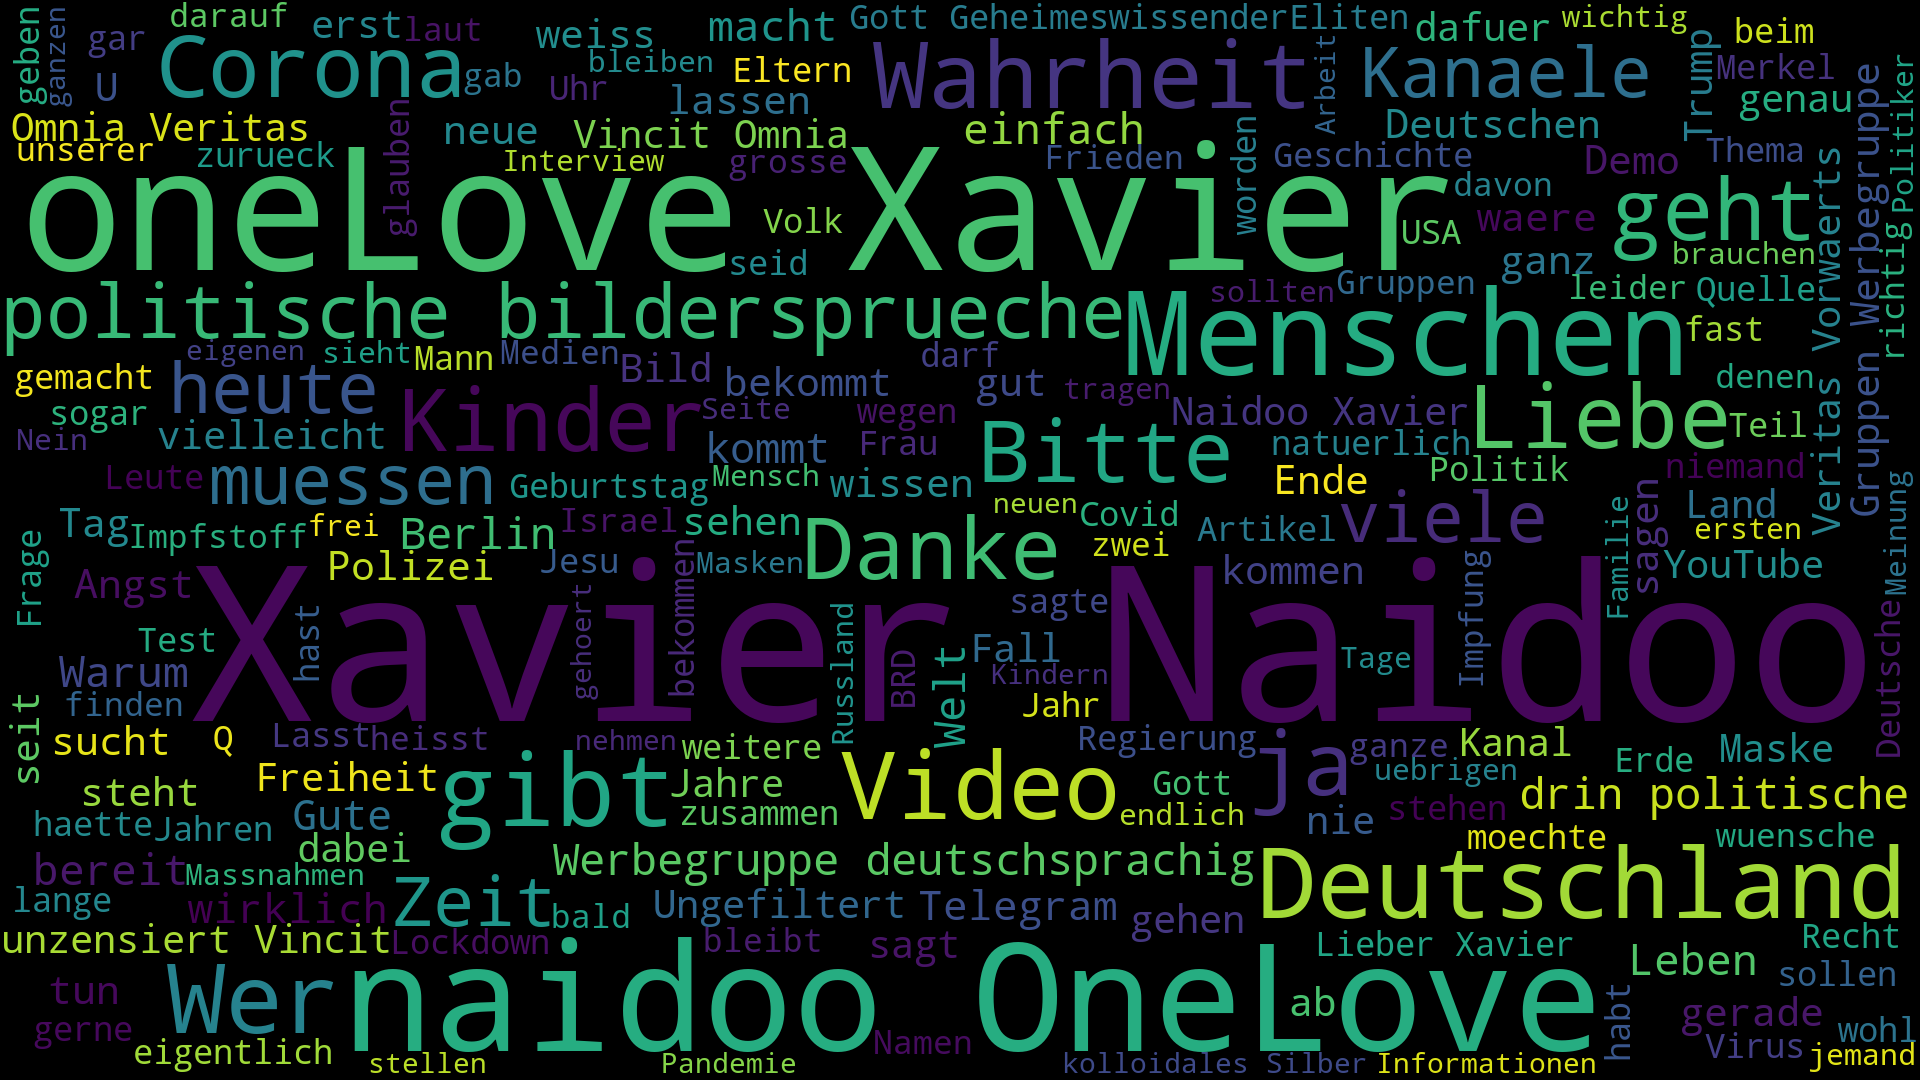 geben
ganzen
darauf
gar
U
Corona
erst
laut
gab
weiss
bleiben
Uhr
macht
Eltern
lassen
Gott GeheimeswissenderEliten
Wahrheit
Arbeit
Kanaele
dafuer
wichtig
Trump
beim
Merkel
genau
Politiker
Omnia Veritas
unserer
zurueck
glauben
neue
Interview
Vincit Omnia
grosse
einfach
Frieden
worden
Geschichte
Deutschen
davon
Demo
Thema
Veritas Vorwaerts
Gruppen Werbegruppe
oneLove Xavier
Volk
seid
USA
waere
ganz
geht
brauchen
richtig
politische bildersprueche
Menschen
sollten
Gruppen
leider
Quelle
fast
eigenen
sieht
Mann
Medien
Bild
darf
gemacht
heute
Kinder
bekommt
gut
tragen
denen
sogar
Seite
wegen
Naidoo Xavier
Liebe
Teil
Nein
vielleicht
kommt
Frau
Bitte
natuerlich
Politik
niemand
Leute
muessen
Geburtstag
Mensch
wissen
Ende
viele
sagen
Land
Meinung
Tag
Impfstoff
frei
Berlin
Israel
sehen
Danke
neuen
Covid
zwei
Artikel
Familie
ersten
Frage
Angst
Polizei
Jesu
bekommen
Masken
kommen
YouTube
Xavier Naidoo
Test
hast
gehoert
Russland
BRD
Welt
sagte
Fall
Tage
Impfung
Deutsche
Warum
finden
Kindern
Jahr
seit
sucht
Q
Lasst
heisst
nehmen
weitere
Regierung
ja
ganze
Kanal
Erde
Maske
Freiheit
gibt
Jahre
Video
Gott
uebrigen
steht
zusammen
endlich
nie
stehen
drin politische
haette
Jahren
Gute
dabei
moechte
wuensche
bereit
Massnahmen
Werbegruppe deutschsprachig
Deutschland
lange
wirklich
Zeit
bald
Ungefiltert
Telegram
gehen
unzensiert Vincit
Lockdown
bleibt
sagt
Lieber Xavier
Leben
Recht
sollen
tun
Wer
naidoo OneLove
ab
habt
gerade
gerne
Namen
wohl
eigentlich
stellen
Pandemie
kolloidales Silber
Informationen
Virus
jemand